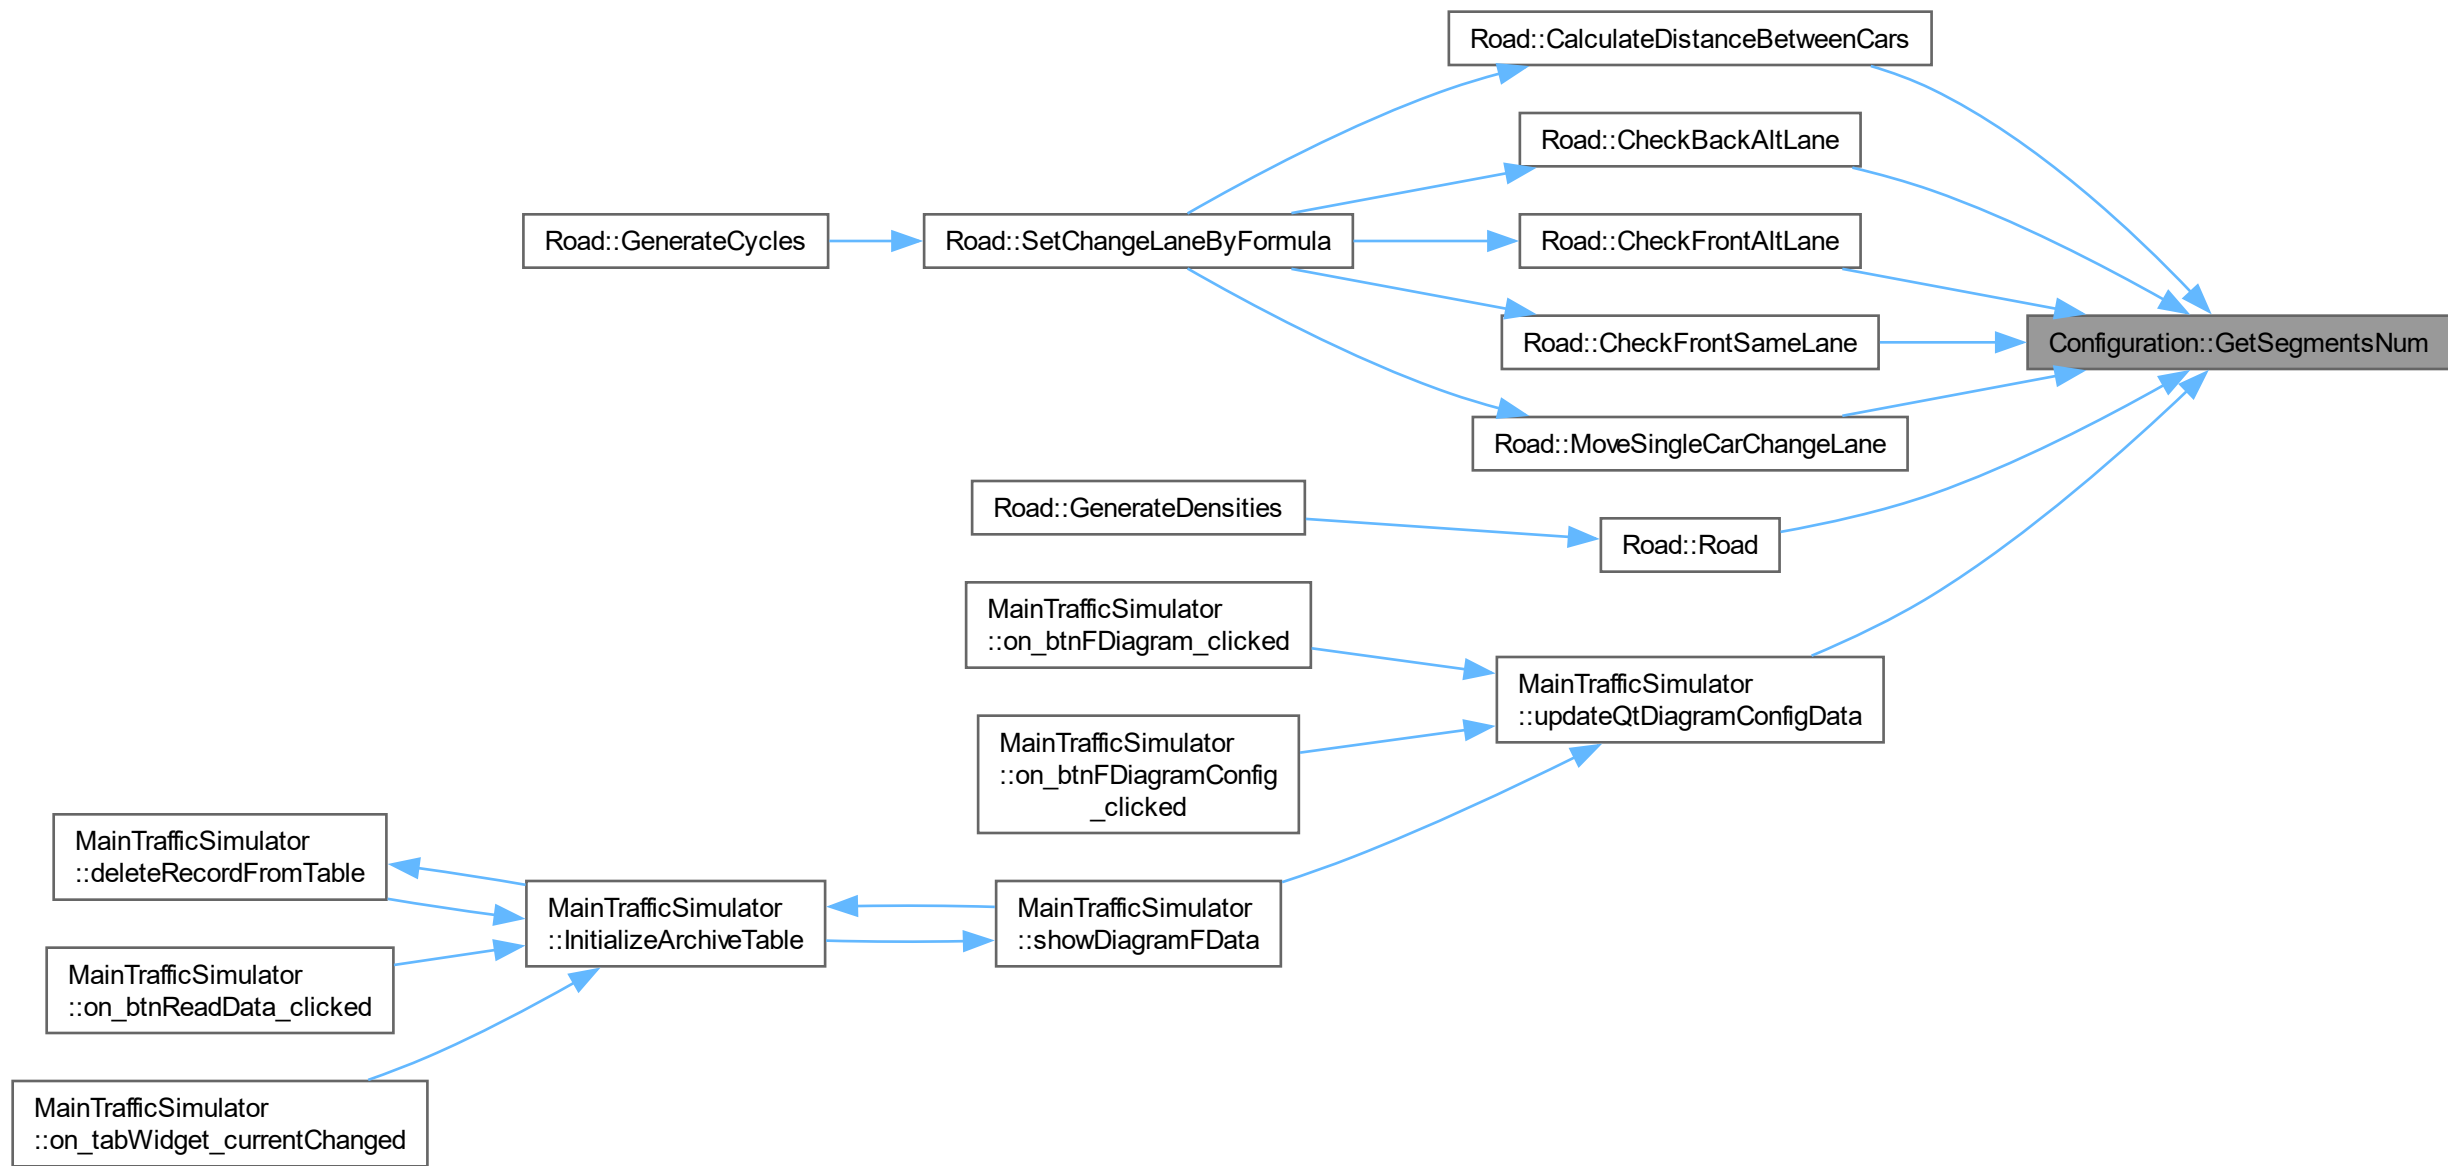 Road::CalculateDistanceBetweenCars
Road::CheckBackAltLane
Road::GenerateCycles
Road::SetChangeLaneByFormula
Road::CheckFrontAltLane
Road::CheckFrontSameLane
Configuration::GetSegmentsNum
Road::MoveSingleCarChangeLane
Road::GenerateDensities
Road::Road
MainTrafficSimulator
::on_btnFDiagram_clicked
MainTrafficSimulator
::updateQtDiagramConfigData
MainTrafficSimulator
::on_btnFDiagramConfig
_clicked
MainTrafficSimulator
::deleteRecordFromTable
MainTrafficSimulator
::InitializeArchiveTable
MainTrafficSimulator
::showDiagramFData
MainTrafficSimulator
::on_btnReadData_clicked
MainTrafficSimulator
::on_tabWidget_currentChanged